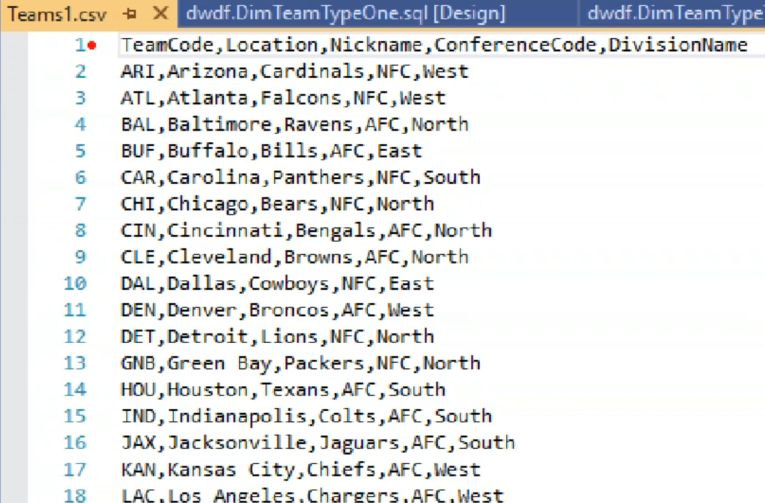 Teams1.csv dwdf.DimTeamTypeOne.sql [Design] dwdf.DimTeamType
1 TeamCode,Location,Nickname,ConferenceCode,DivisionName
2 ARI,Arizona,Cardinals,NFC,West
3 ATL,Atlanta,Falcons,NFC,West
4 BAL,Baltimore,Ravens,AFC,North
5 BUF,Buffalo,Bills,AFC,East
6 CAR,Carolina,Panthers,NFC,South
7 CHI,Chicago,Bears,NFC,North
8 CIN,Cincinnati,Bengals,AFC,North
9 CLE,Cleveland,Browns,AFC,North
10 DAL,Dallas,Cowboys,NFC,East
11 DEN,Denver,Broncos,AFC,West
12 DET,Detroit,Lions,NFC,North
13 GNB,Green Bay,Packers,NFC,North
14 HOU,Houston,Texans,AFC,South
15 IND,Indianapolis,Colts,AFC,South
16 JAX,Jacksonville,Jaguars,AFC,South
17 KAN,Kansas City,Chiefs,AFC,West
18 LAC,Los Angeles,Chargers,AFC,West